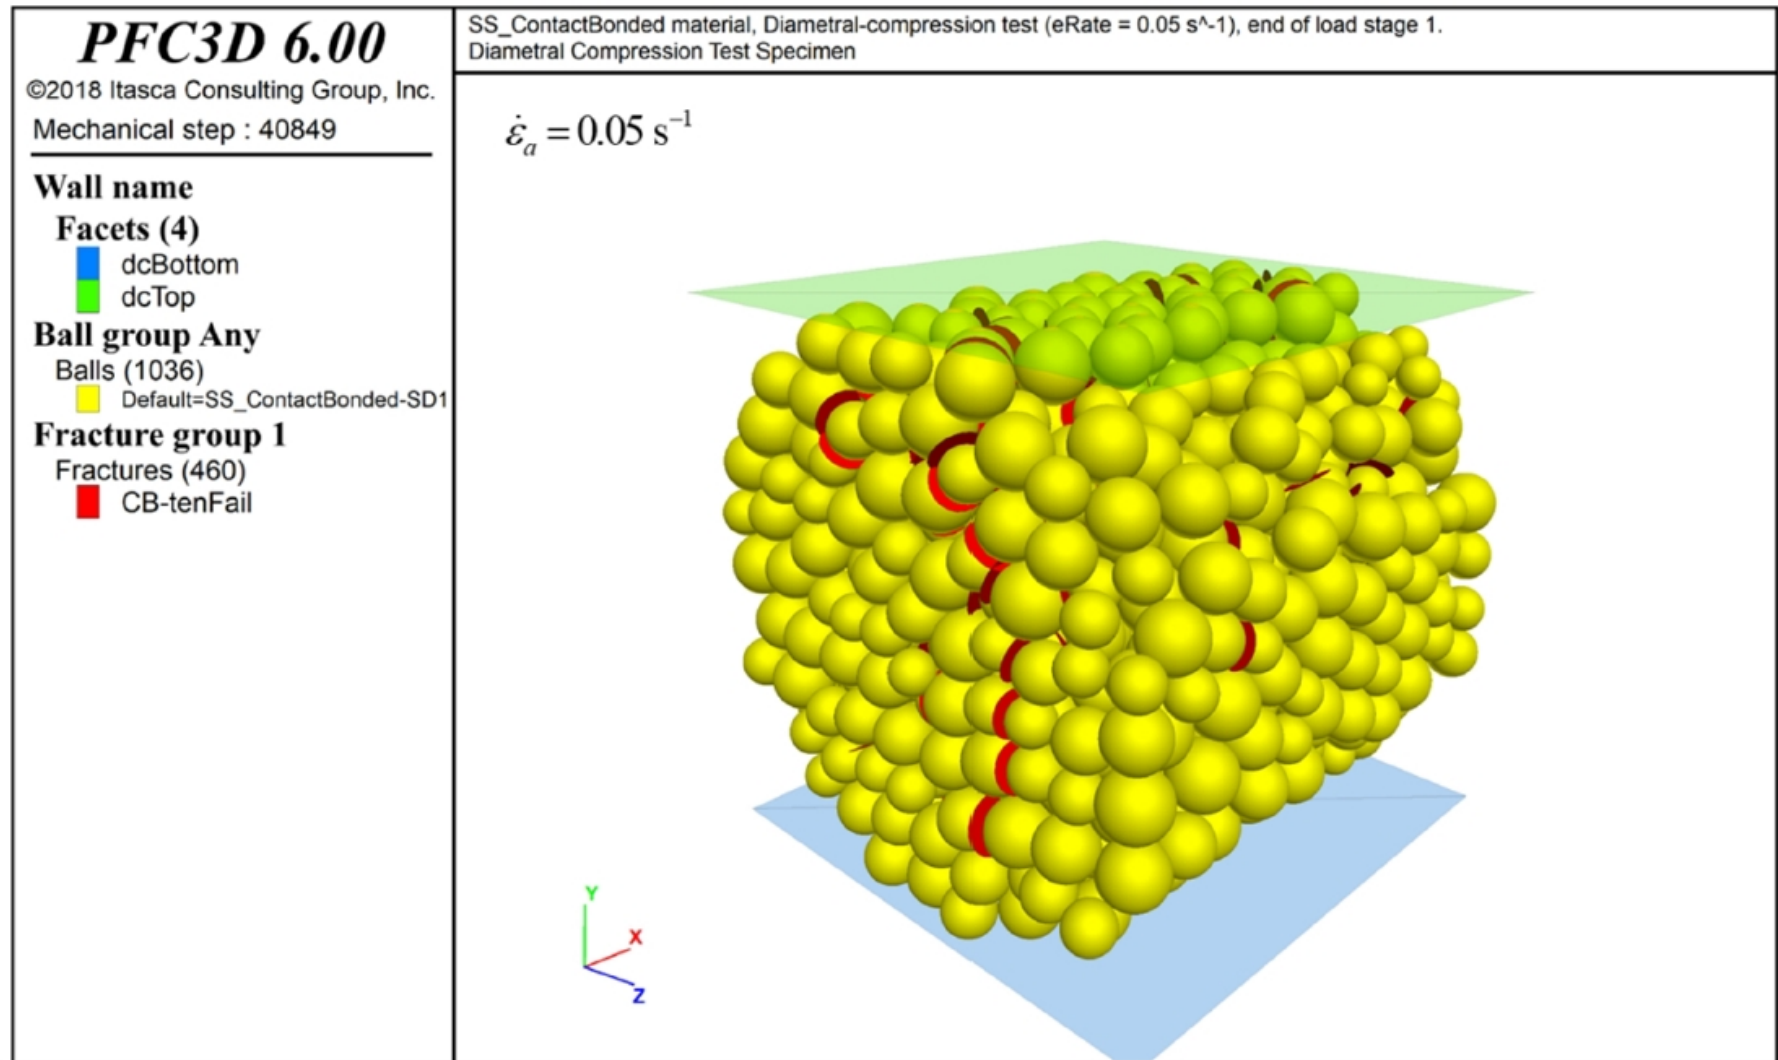 PFC3D 6.00
©2018 Itasca Consulting Group, Inc.
Mechanical step : 40849
Wall name
Facets (4)
dcBottom
dcTop
Ball group Any
Balls (1036)
Default=SS_ContactBonded-SD1
Fracture group 1
Fractures (460)
CB-tenFail
SS_ContactBonded material, Diametral-compression test (eRate = 0.05 s^-1), end of load stage 1.
Diametral Compression Test Specimen
ε̇ₐ = 0.05 s⁻¹
Y
X
Z